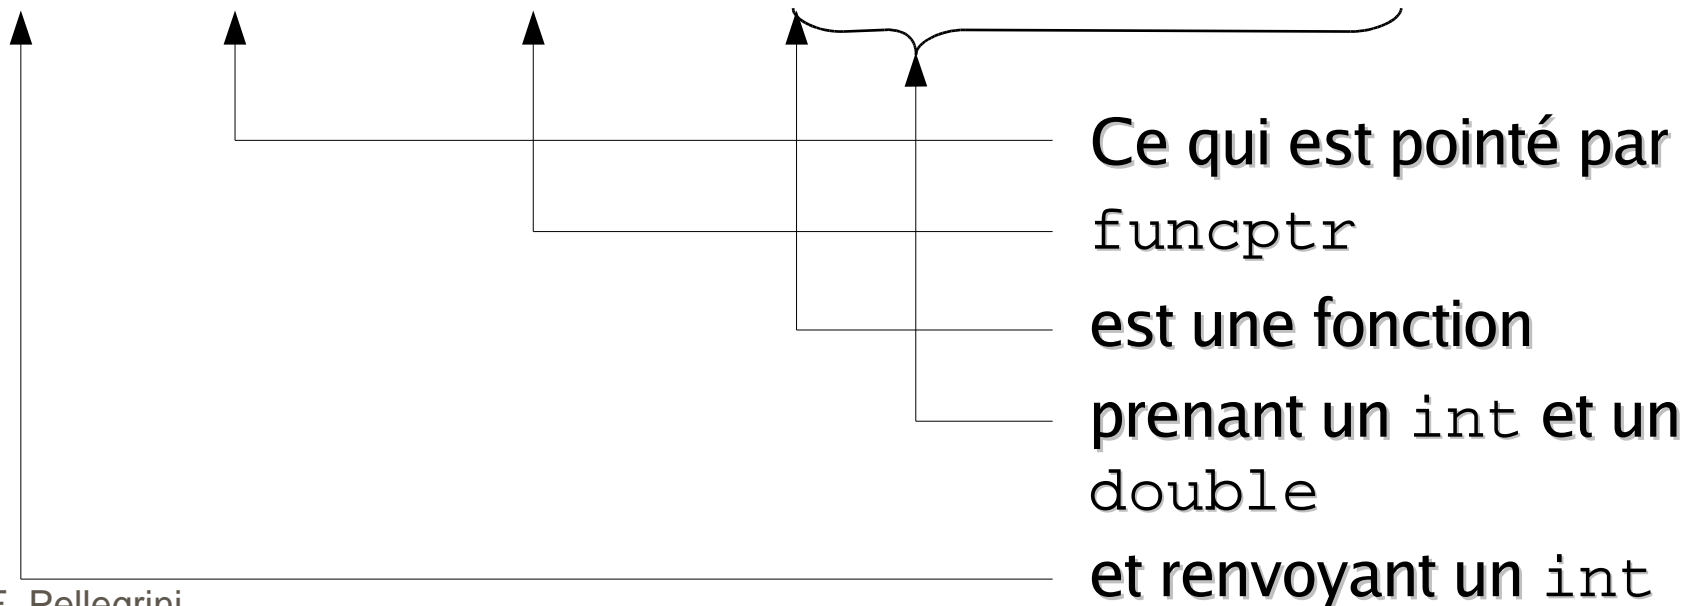 Ce qui est pointé par
funcptr
est une fonction
prenant un int et un
double
et renvoyant un int
F. Pellegrini